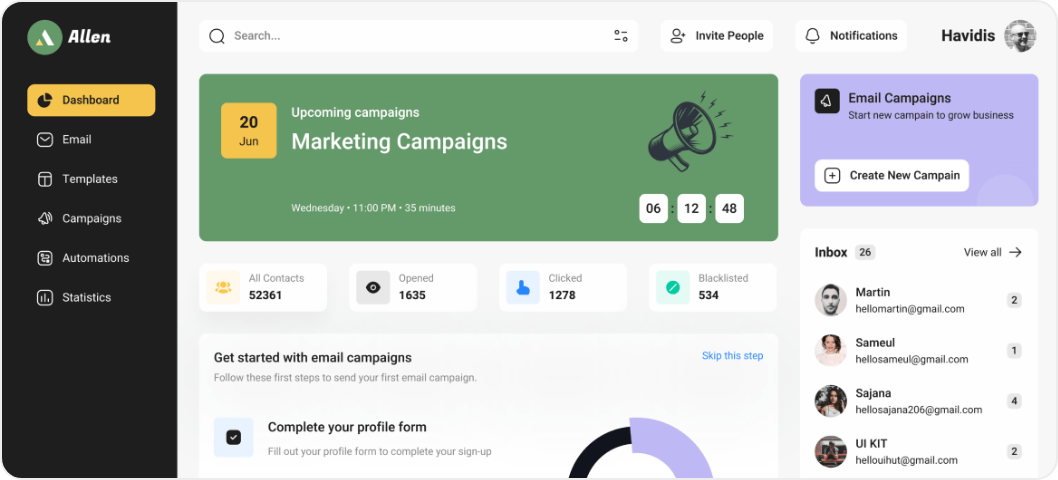 Allen
Dashboard
Email
Templates
Campaigns
Automations
Statistics
Search...
Invite People
Notifications
Havidis
20
Jun
Upcoming campaigns
Marketing Campaigns
Wednesday • 11:00 PM • 35 minutes
06 : 12 : 48
Email Campaigns
Start new campain to grow business
Create New Campain
All Contacts
52361
Opened
1635
Clicked
1278
Blacklisted
534
Get started with email campaigns
Skip this step
Follow these first steps to send your first email campaign.
Complete your profile form
Fill out your profile form to complete your sign-up
Inbox 26
View all
Martin
hellomartin@gmail.com
2
Sameul
hellosameul@gmail.com
1
Sajana
hellosajana206@gmail.com
4
UI KIT
hellouihut@gmail.com
2